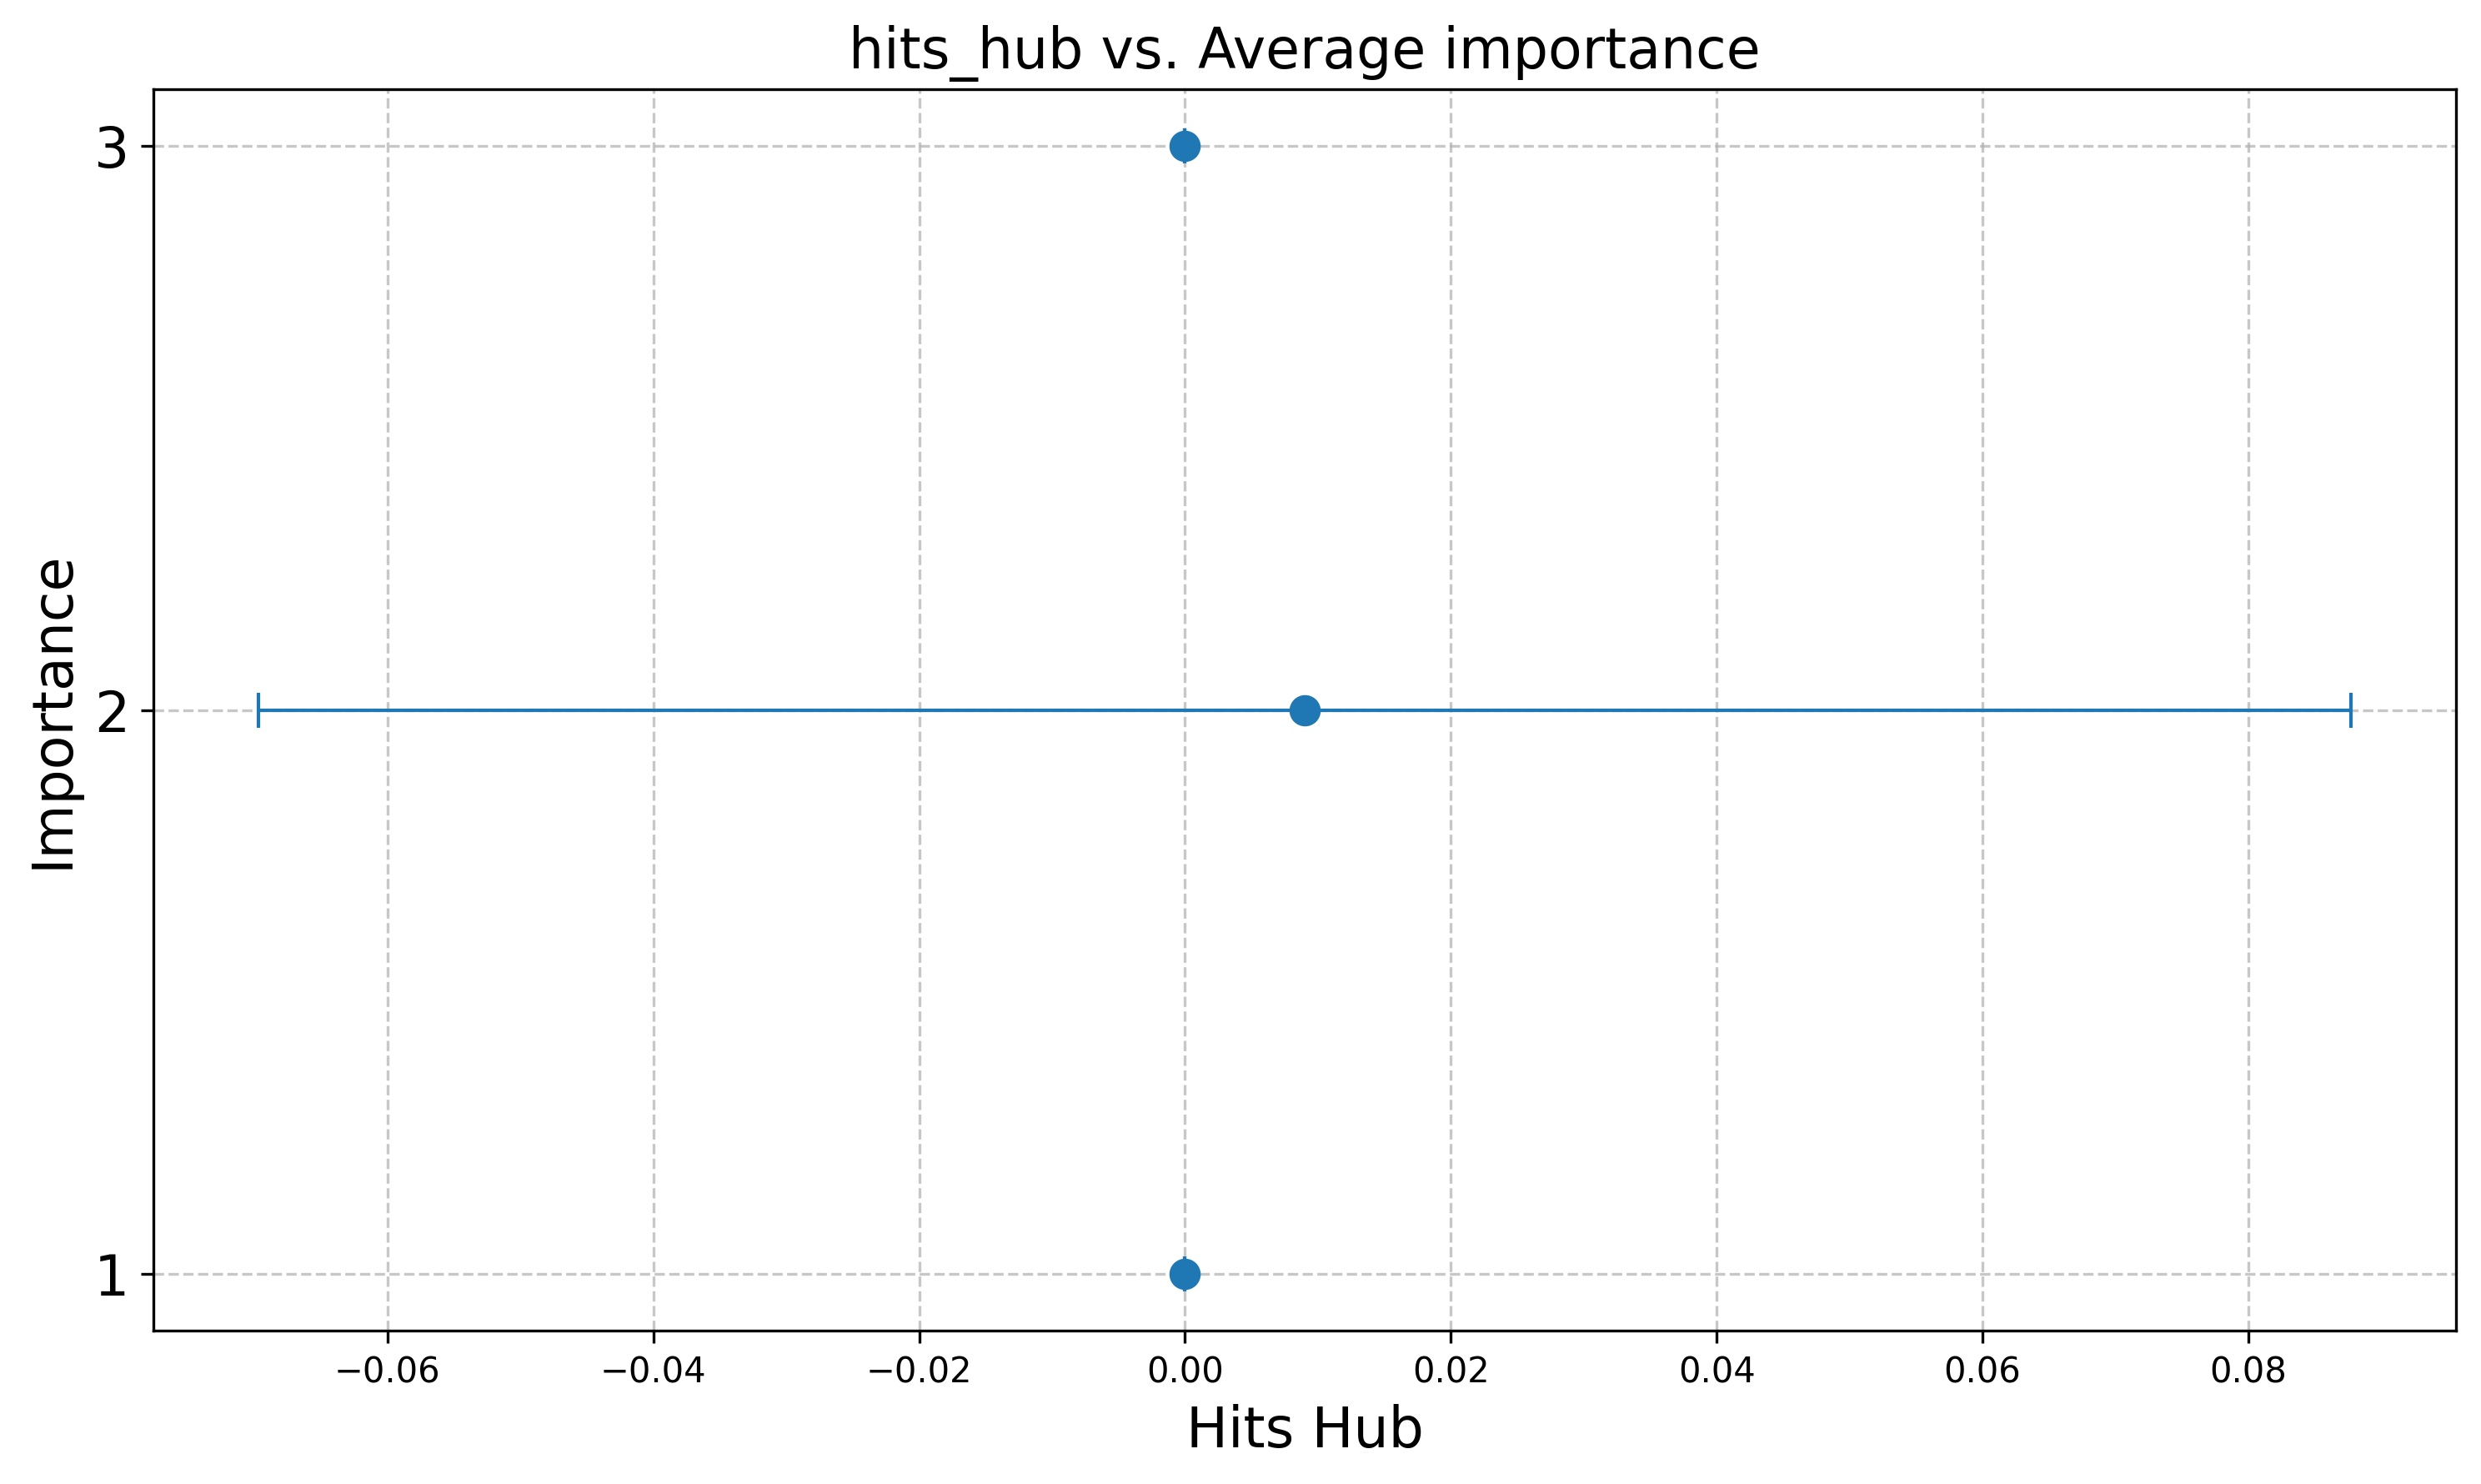 hits_hub vs. Average importance
3
2
1
Importance
−0.06 −0.04 −0.02 0.00 0.02 0.04 0.06 0.08
Hits Hub